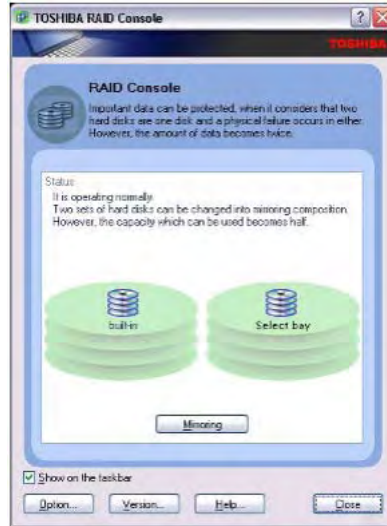 TOSHIBA RAID Console
TOSHIBA
RAID Console
Important data can be protected, when it considers that two
hard disks are one disk and a physical failure occurs in either.
However, the amount of data becomes twice.
Status
It is operating normally.
Two sets of hard disks can be changed into mirroring composition.
However, the capacity which can be used becomes half.
built-in
Select bay
Mirroring
Show on the taskbar
Option...
Version...
Help...
Close